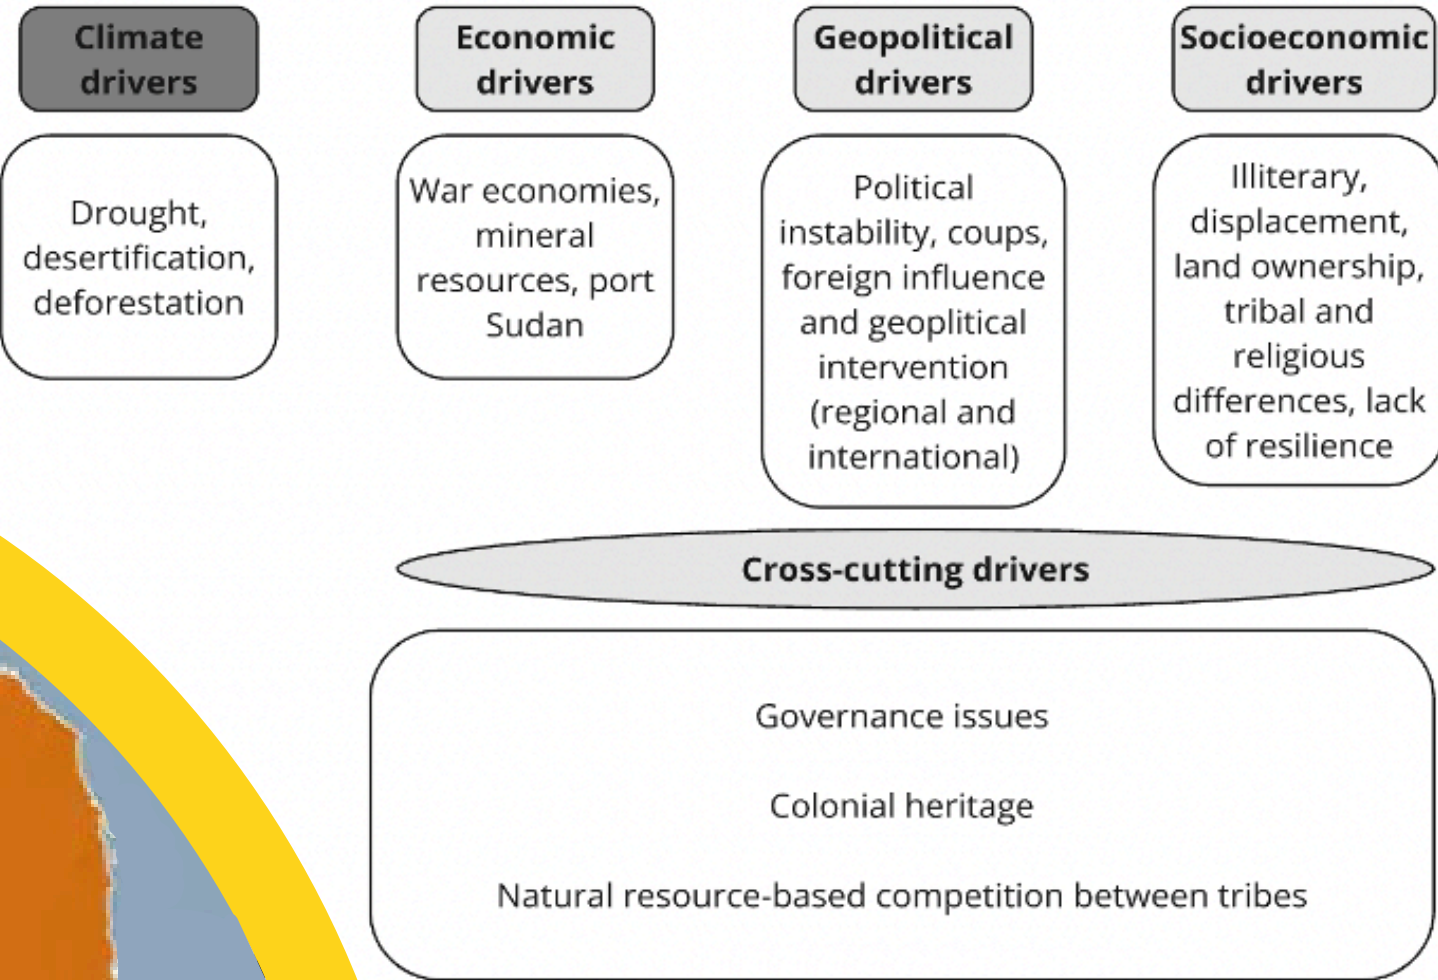 Climate
drivers
Drought,
desertification,
deforestation
Economic
drivers
War economies,
mineral
resources, port
Sudan
Geopolitical
drivers
Political
instability, coups,
foreign influence
and geoplitical
intervention
(regional and
international)
Socioeconomic
drivers
Illiterary,
displacement,
land ownership,
tribal and
religious
differences, lack
of resilience
Cross-cutting drivers
Governance issues
Colonial heritage
Natural resource-based competition between tribes